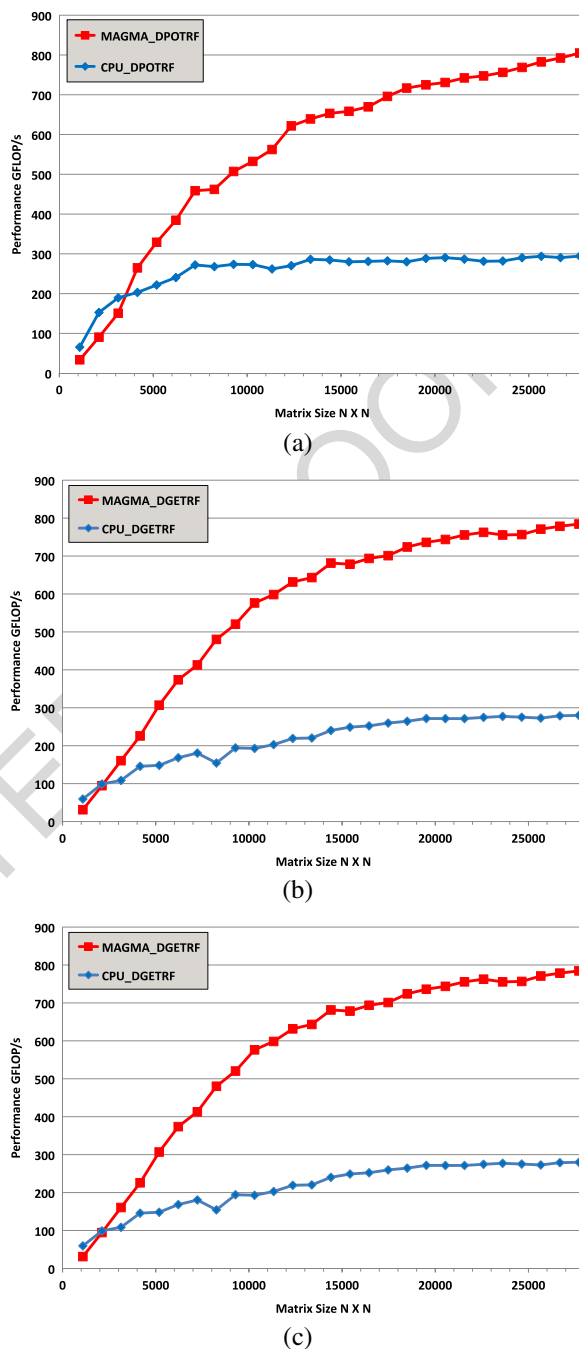 900
800
700
600
500
400
300
200
100
0
Performance GFLOP/s
MAGMA_DPOTRF
CPU_DPOTRF
0 5000 10000 15000 20000 25000
Matrix Size N X N
(a)
900
800
700
600
500
400
300
200
100
0
Performance GFLOP/s
MAGMA_DGETRF
CPU_DGETRF
0 5000 10000 15000 20000 25000
Matrix Size N X N
(b)
900
800
700
600
500
400
300
200
100
0
Performance GFLOP/s
MAGMA_DGETRF
CPU_DGETRF
0 5000 10000 15000 20000 25000
Matrix Size N X N
(c)